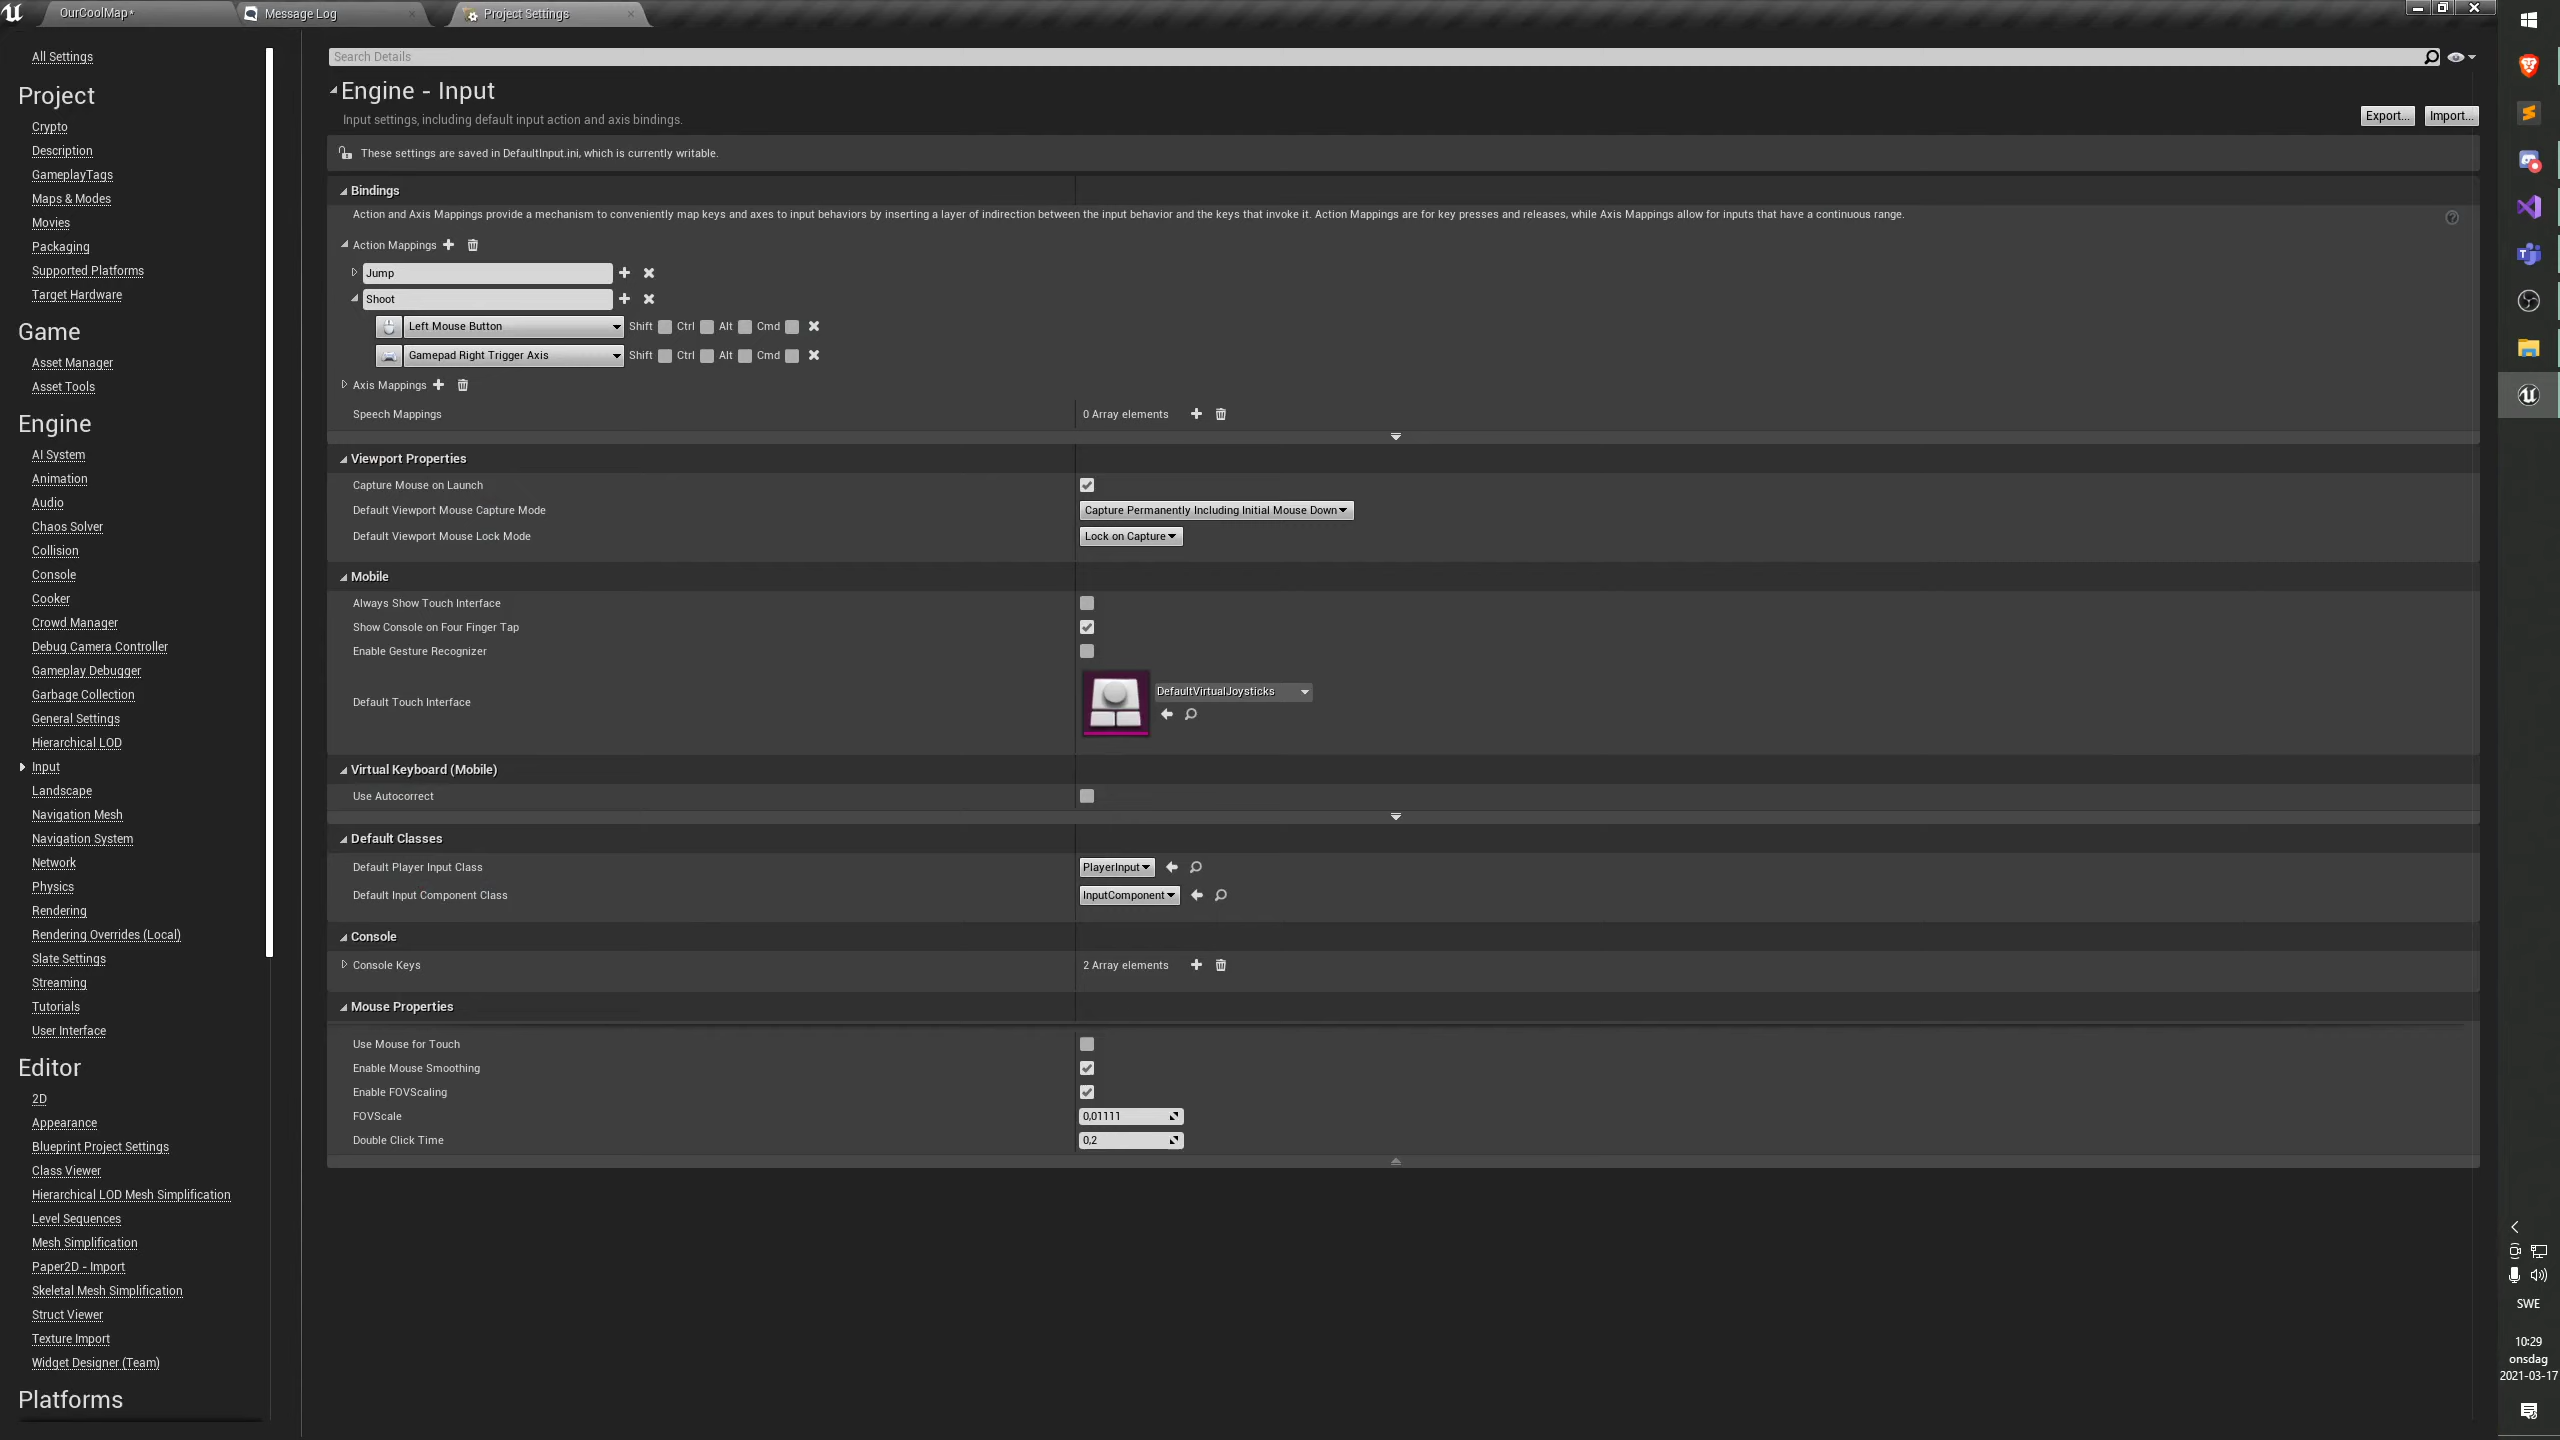 OurCoolMap*
Message Log
Project Settings
All Settings
Project
Crypto
Description
GameplayTags
Maps & Modes
Movies
Packaging
Supported Platforms
Target Hardware
Game
Asset Manager
Asset Tools
Engine
AI System
Animation
Audio
Chaos Solver
Collision
Console
Cooker
Crowd Manager
Debug Camera Controller
Gameplay Debugger
Garbage Collection
General Settings
Hierarchical LOD
Input
Landscape
Navigation Mesh
Navigation System
Network
Physics
Rendering
Rendering Overrides (Local)
Slate Settings
Streaming
Tutorials
User Interface
Editor
2D
Appearance
Blueprint Project Settings
Class Viewer
Hierarchical LOD Mesh Simplification
Level Sequences
Mesh Simplification
Paper2D - Import
Skeletal Mesh Simplification
Struct Viewer
Texture Import
Widget Designer (Team)
Platforms
Search Details
Engine - Input
Input settings, including default input action and axis bindings.
Export... Import...
These settings are saved in DefaultInput.ini, which is currently writable.
Bindings
Action and Axis Mappings provide a mechanism to conveniently map keys and axes to input behaviors by inserting a layer of indirection between the input behavior and the keys that invoke it. Action Mappings are for key presses and releases, while Axis Mappings allow for inputs that have a continuous range.
Action Mappings
Jump
Shoot
Left Mouse Button Shift Ctrl Alt Cmd
Gamepad Right Trigger Axis Shift Ctrl Alt Cmd
Axis Mappings
Speech Mappings 0 Array elements
Viewport Properties
Capture Mouse on Launch
Default Viewport Mouse Capture Mode Capture Permanently Including Initial Mouse Down
Default Viewport Mouse Lock Mode Lock on Capture
Mobile
Always Show Touch Interface
Show Console on Four Finger Tap
Enable Gesture Recognizer
Default Touch Interface DefaultVirtualJoysticks
Virtual Keyboard (Mobile)
Use Autocorrect
Default Classes
Default Player Input Class PlayerInput
Default Input Component Class InputComponent
Console
Console Keys 2 Array elements
Mouse Properties
Use Mouse for Touch
Enable Mouse Smoothing
Enable FOVScaling
FOVScale 0,01111
Double Click Time 0,2
SWE
10:29
onsdag
2021-03-17